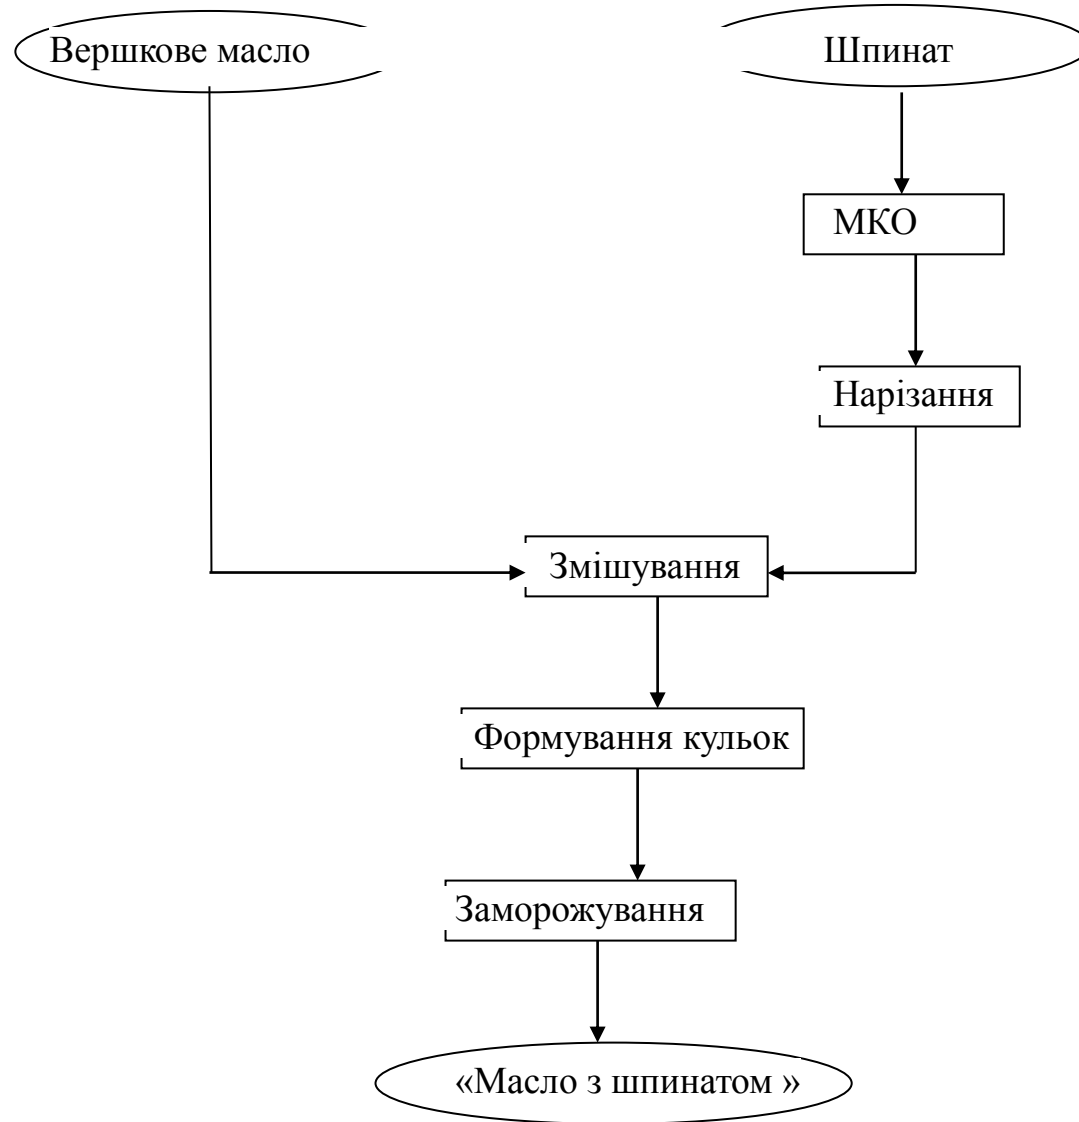 Вершкове масло
Шпинат
МКО
Нарізання
Змішування
Формування кульок
Заморожування
«Масло з шпинатом »